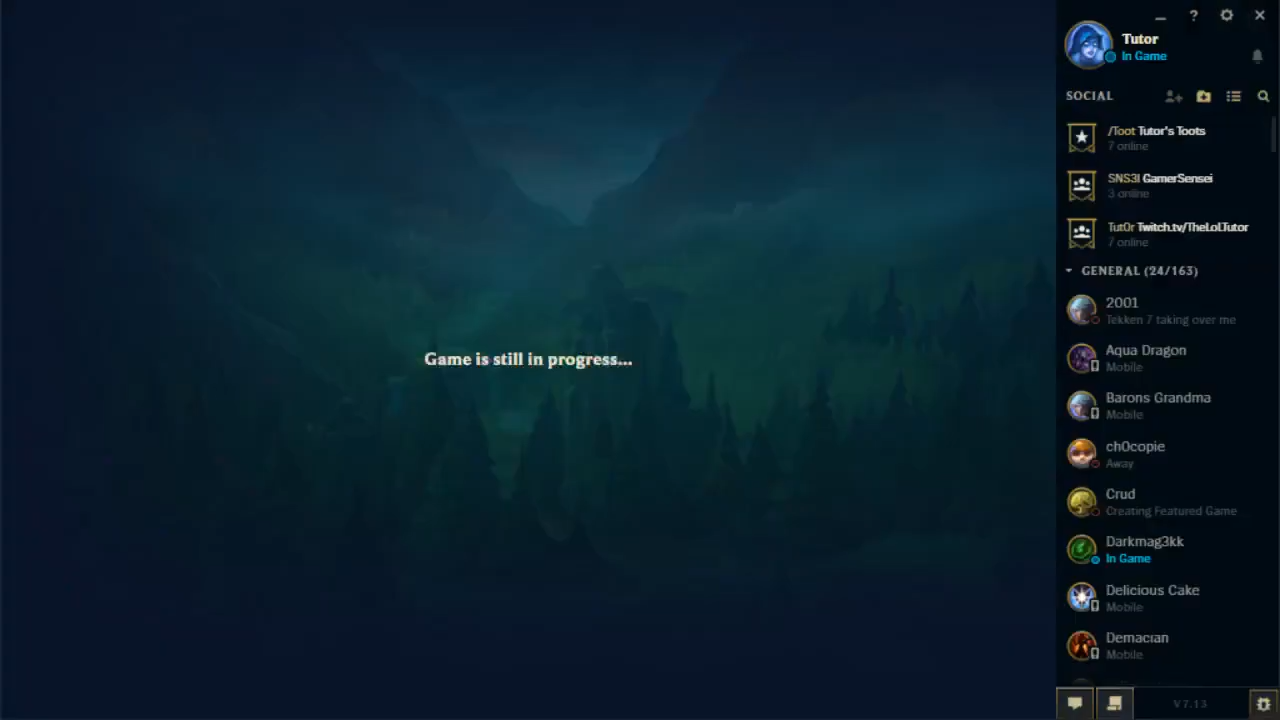 Tutor
In Game
SOCIAL
/Toot Tutor's Toots
7 online
SNS3I GamerSensei
3 online
Tut0r Twitch.tv/TheLoLTutor
7 online
GENERAL (24/163)
2001
Tekken 7 taking over me
Aqua Dragon
Mobile
Barons Grandma
Mobile
ch0copie
Away
Crud
Creating Featured Game
Darkmag3kk
In Game
Delicious Cake
Mobile
Demacian
Mobile
V7.13
Game is still in progress...